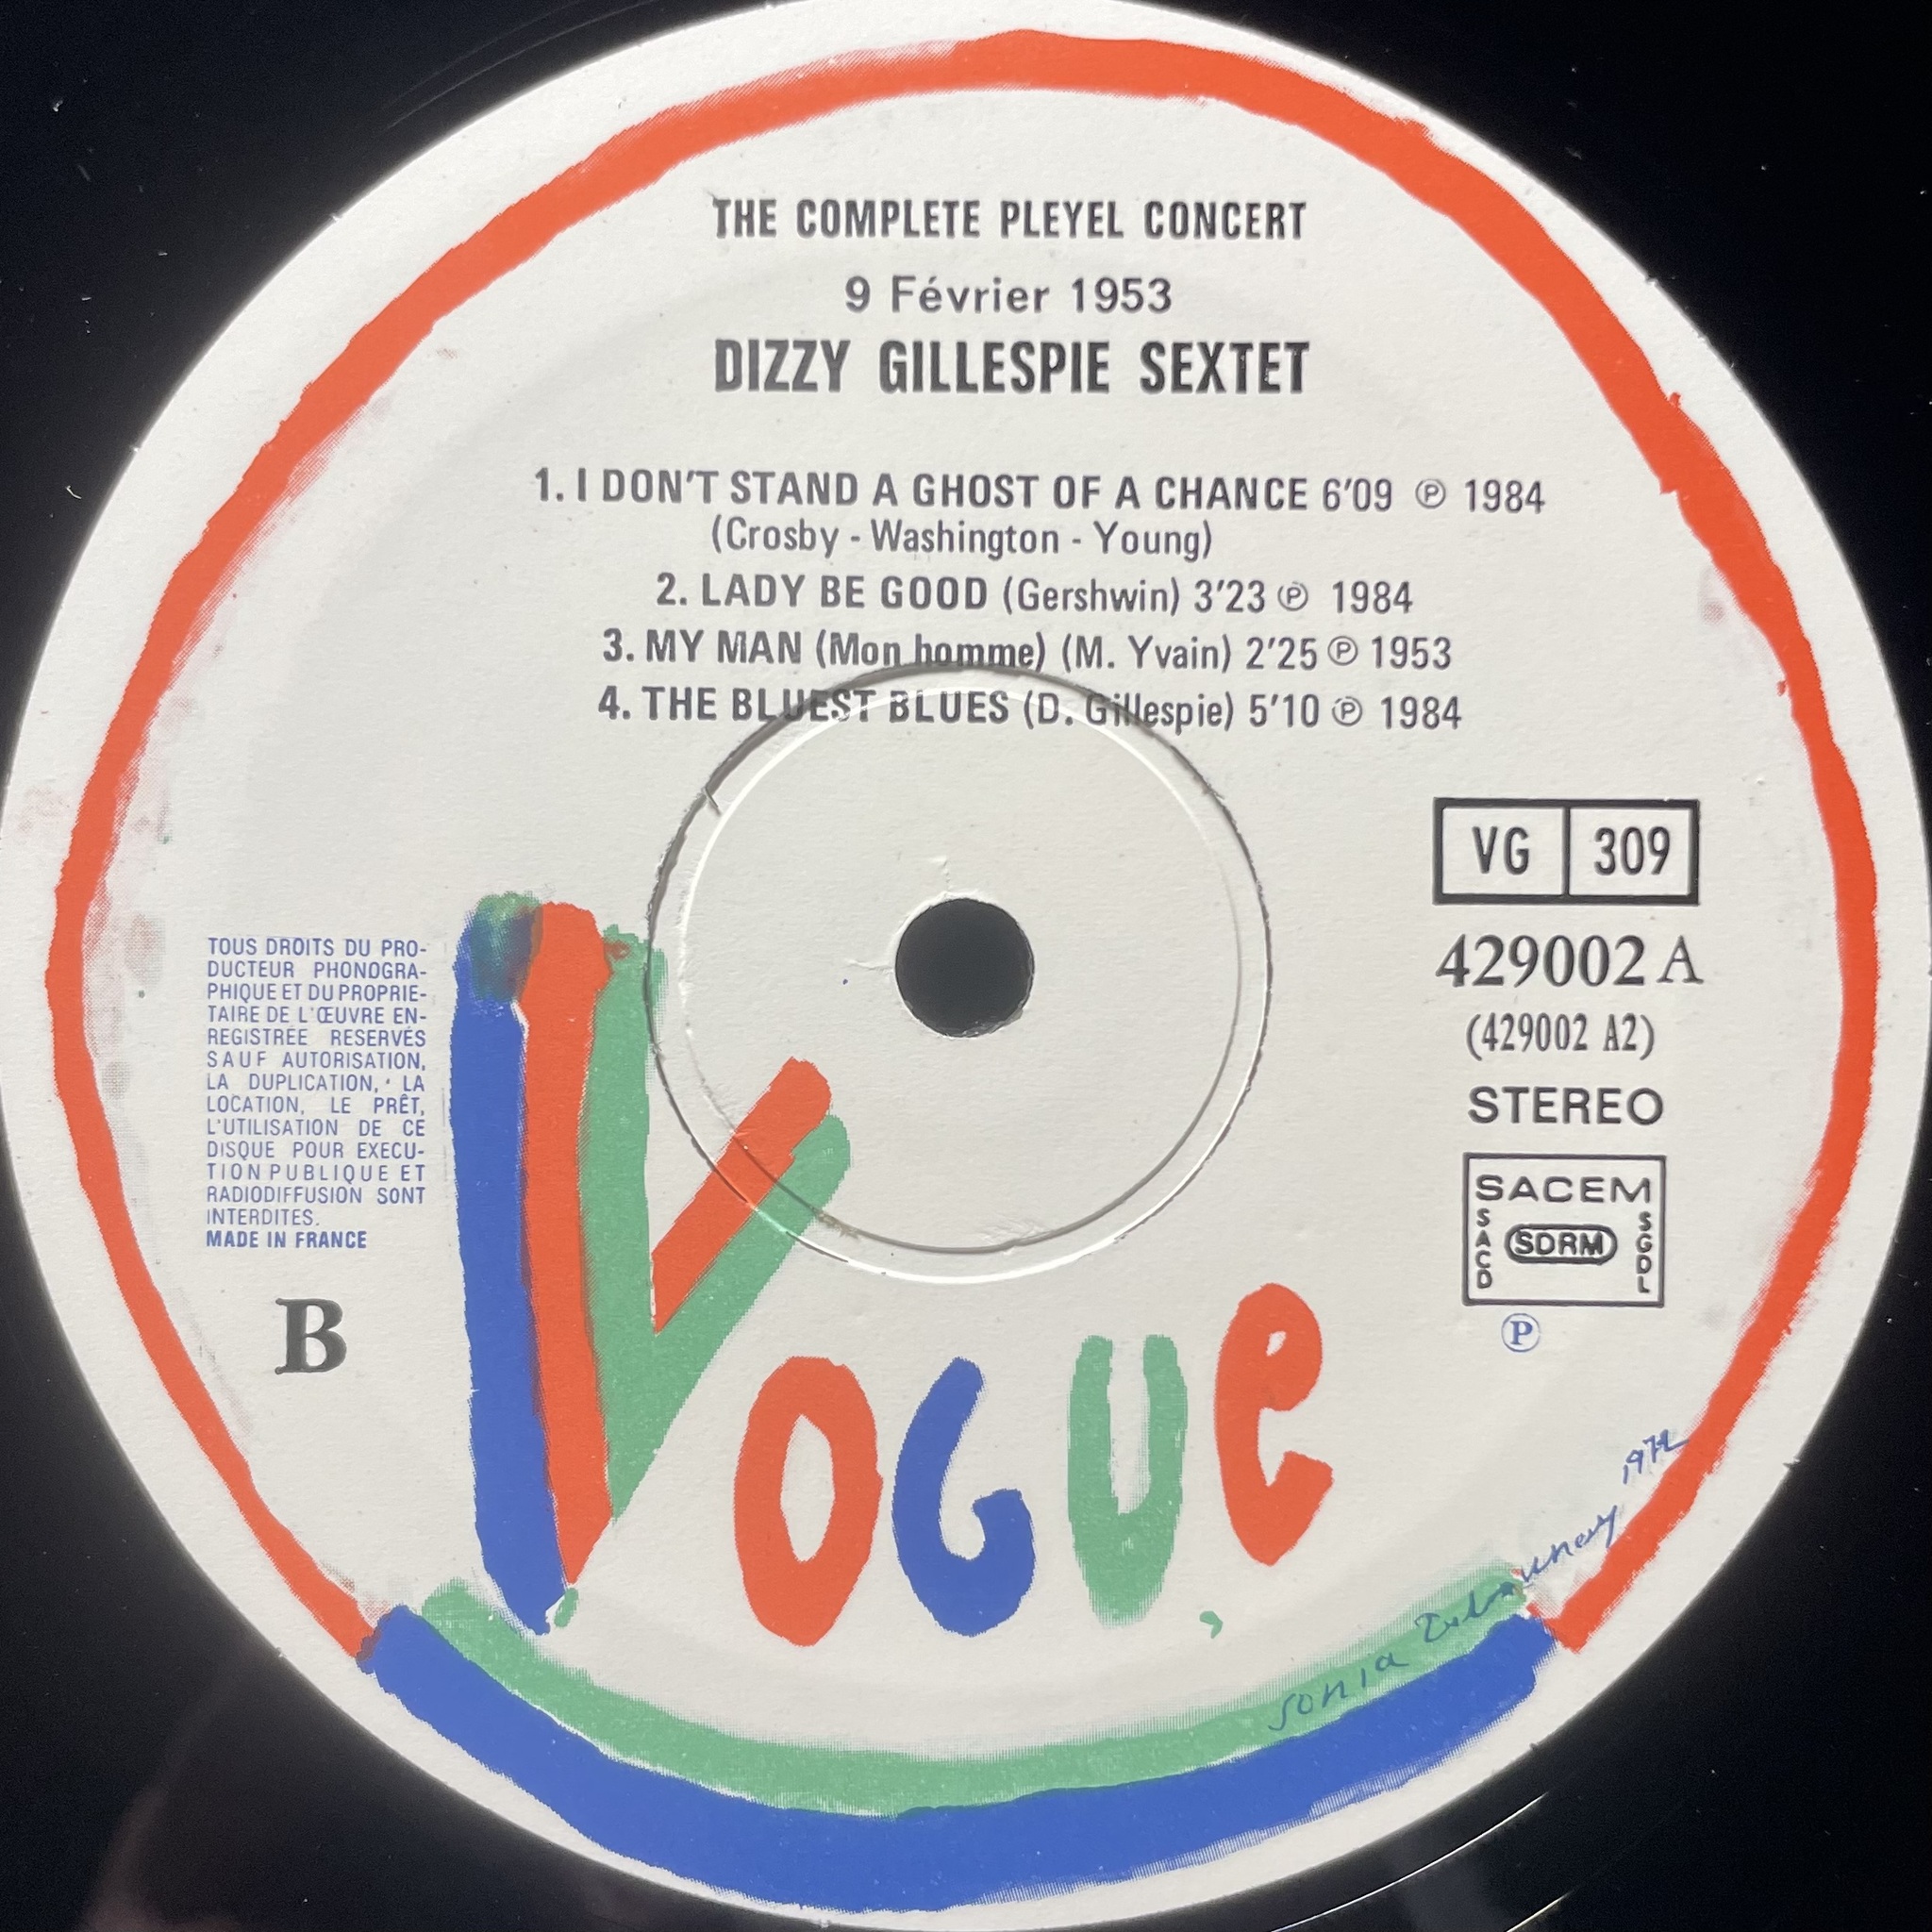 THE COMPLETE PLEYEL CONCERT
9 Février 1953
DIZZY GILLESPIE SEXTET
1. I DON'T STAND A GHOST OF A CHANCE 6'09 ℗ 1984
(Crosby - Washington - Young)
2. LADY BE GOOD (Gershwin) 3'23 ℗ 1984
3. MY MAN (Mon homme) (M. Yvain) 2'25 ℗ 1953
4. THE BLUEST BLUES (D. Gillespie) 5'10 ℗ 1984
VG 309
429002 A
(429002 A2)
STEREO
SACEM
SACD SDRM SGDL
℗
TOUS DROITS DU PRO-
DUCTEUR PHONOGRA-
PHIQUE ET DU PROPRIE-
TAIRE DE L'ŒUVRE EN-
REGISTRÉE RESERVÉS
SAUF AUTORISATION,
LA DUPLICATION, LA
LOCATION, LE PRÊT,
L'UTILISATION DE CE
DISQUE POUR EXECU-
TION PUBLIQUE ET
RADIODIFFUSION SONT
INTERDITES.
MADE IN FRANCE
B
VOGUE
sonia Delaunay 1972